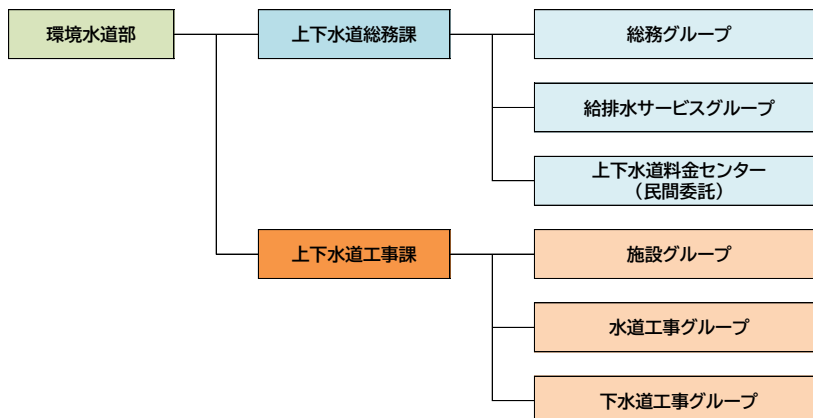 環境水道部
上下水道総務課
総務グループ
給排水サービスグループ
上下水道料金センター
（民間委託）
上下水道工事課
施設グループ
水道工事グループ
下水道工事グループ